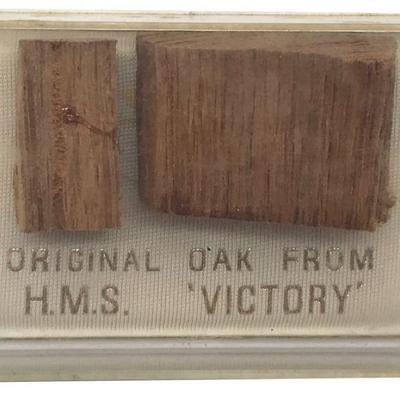 ORIGINAL OAK FROM
H.M.S. 'VICTORY'